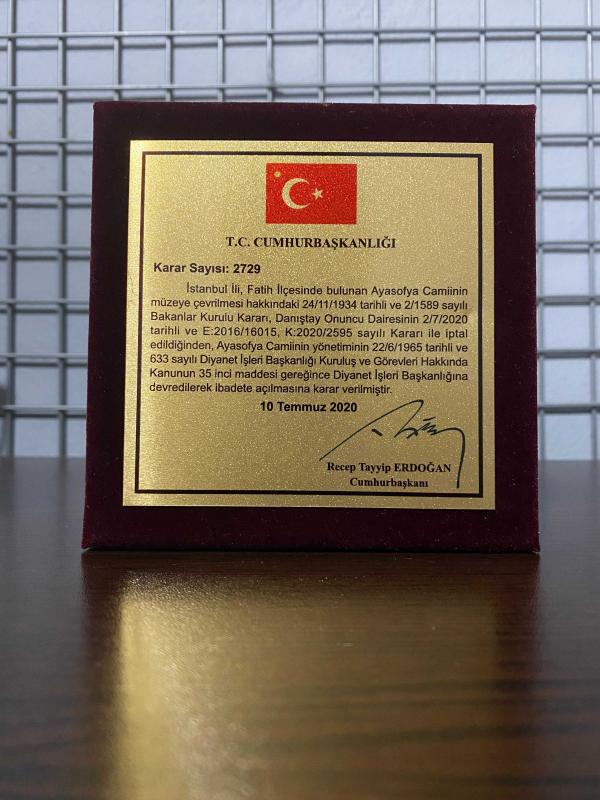 T.C. CUMHURBAŞKANLIĞI
Karar Sayısı: 2729
İstanbul İli, Fatih İlçesinde bulunan Ayasofya Camiinin
müzeye çevrilmesi hakkındaki 24/11/1934 tarihli ve 2/1589 sayılı
Bakanlar Kurulu Kararı, Danıştay Onuncu Dairesinin 2/7/2020
tarihli ve E:2016/16015, K:2020/2595 sayılı Kararı ile iptal
edildiğinden, Ayasofya Camiinin yönetiminin 22/6/1965 tarihli ve
633 sayılı Diyanet İşleri Başkanlığı Kuruluş ve Görevleri Hakkında
Kanunun 35 inci maddesi gereğince Diyanet İşleri Başkanlığına
devredilerek ibadete açılmasına karar verilmiştir.
10 Temmuz 2020
Recep Tayyip ERDOĞAN
Cumhurbaşkanı